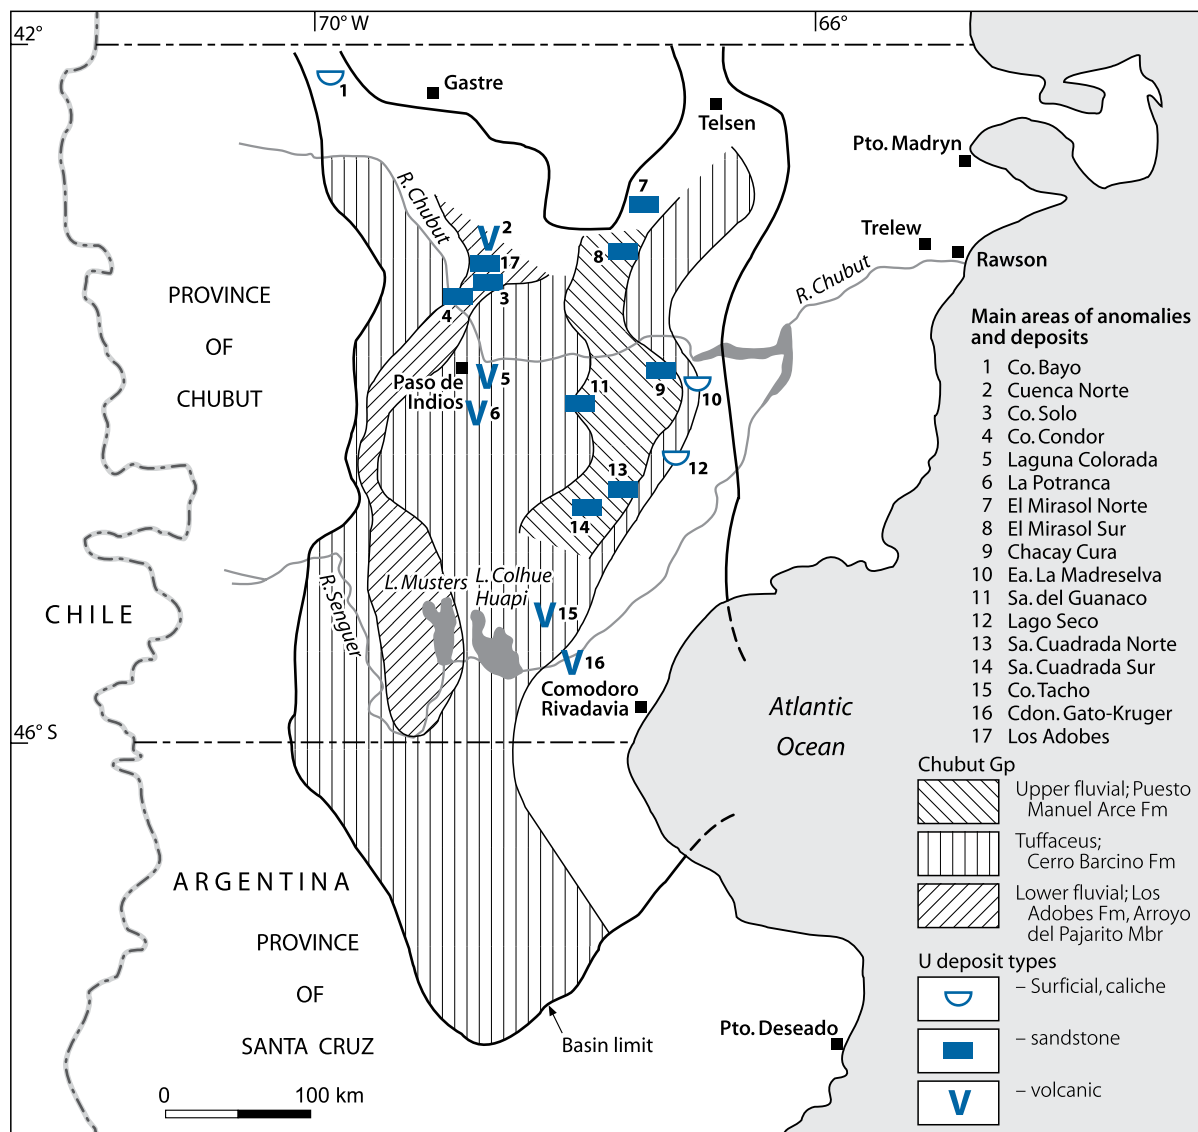 70° W
66°
42°
1
Gastre
Telsen
Pto. Madryn
R. Chubut
7
2
8
17
3
4
Trelew
Rawson
R. Chubut
PROVINCE
OF
CHUBUT
Paso de
Indios
5
6
11
9
10
12
13
14
CHILE
R. Senguer
L. Musters
L. Colhue
Huapi
15
16
Comodoro
Rivadavia
46° S
Atlantic
Ocean
ARGENTINA
PROVINCE
OF
SANTA CRUZ
Basin limit
Pto. Deseado
0 100 km
Main areas of anomalies
and deposits
1 Co. Bayo
2 Cuenca Norte
3 Co. Solo
4 Co. Condor
5 Laguna Colorada
6 La Potranca
7 El Mirasol Norte
8 El Mirasol Sur
9 Chacay Cura
10 Ea. La Madreselva
11 Sa. del Guanaco
12 Lago Seco
13 Sa. Cuadrada Norte
14 Sa. Cuadrada Sur
15 Co. Tacho
16 Cdon. Gato-Kruger
17 Los Adobes
Chubut Gp
Upper fluvial; Puesto
Manuel Arce Fm
Tuffaceus;
Cerro Barcino Fm
Lower fluvial; Los
Adobes Fm, Arroyo
del Pajarito Mbr
U deposit types
– Surficial, caliche
– sandstone
V – volcanic